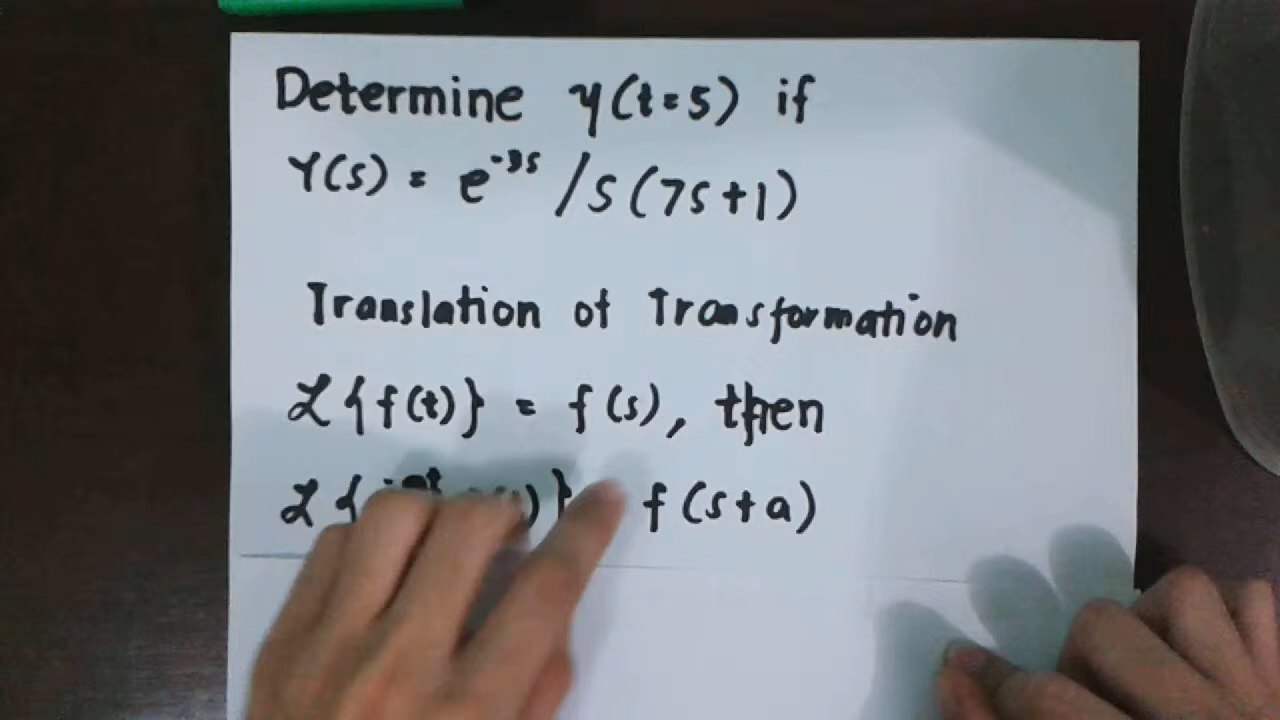 Determine y(t=5) if
Y(s) = e^-3s / s(7s+1)
Translation of Transformation
ℒ{f(t)} = f(s), then
ℒ{ )} f(s+a)